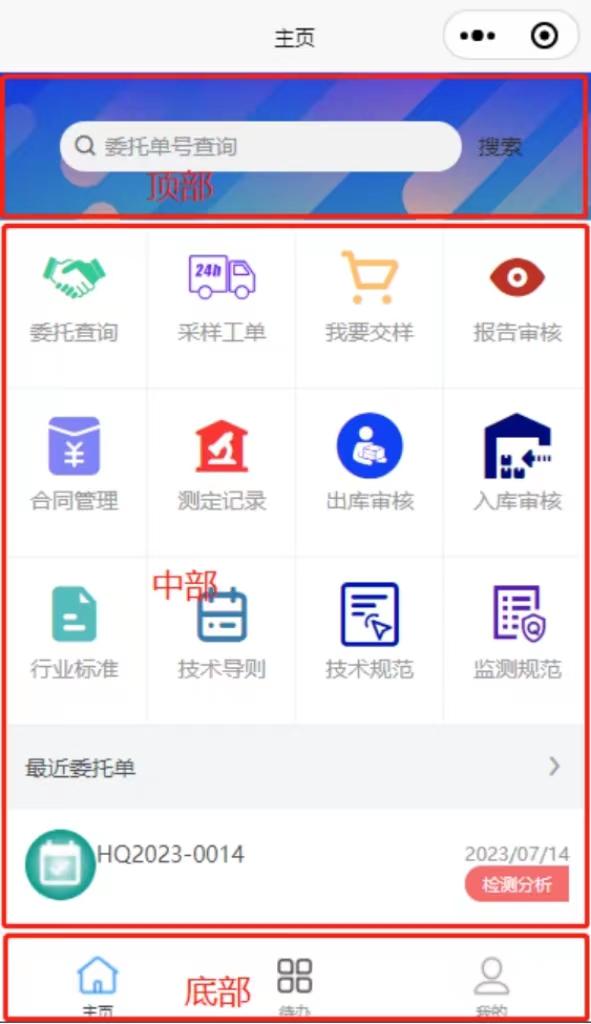 主页
委托单号查询 搜索
顶部
24h
委托查询 采样工单 我要交样 报告审核
¥
合同管理 测定记录 出库审核 入库审核
中部
行业标准 技术导则 技术规范 监测规范
最近委托单
HQ2023-0014 2023/07/14
检测分析
底部
主页 待办 我的